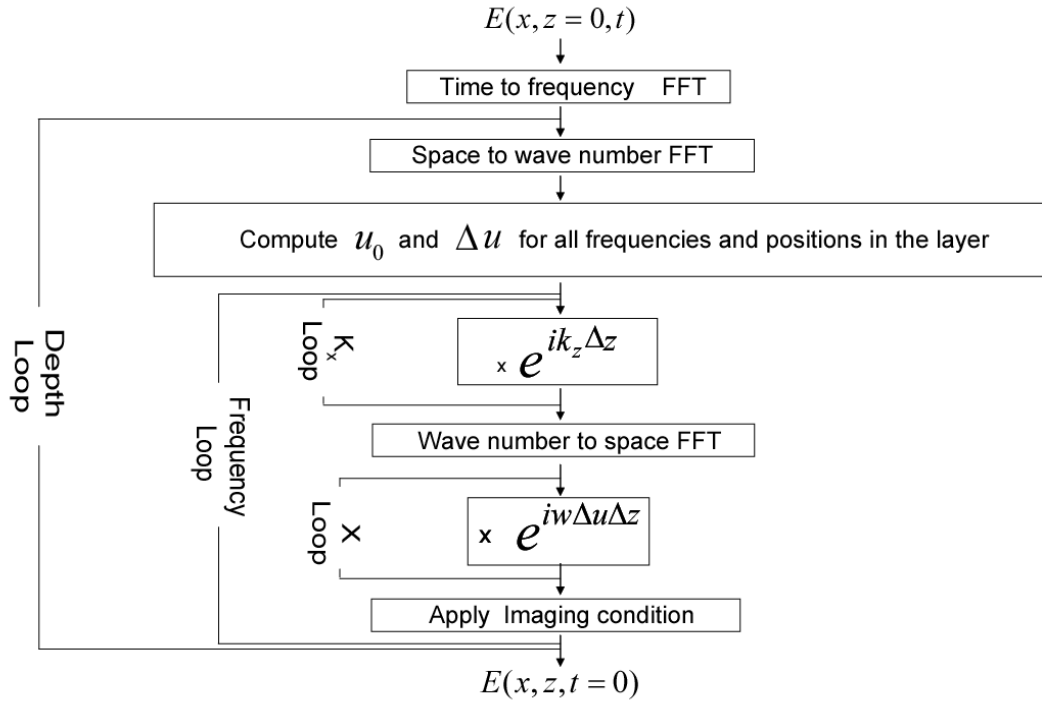 E(x, z = 0, t)
Time to frequency FFT
Space to wave number FFT
Compute u₀ and Δu for all frequencies and positions in the layer
Depth
Loop
Frequency
Loop
Kₓ
Loop
x e^{ik_zΔz}
Wave number to space FFT
X
Loop
x e^{iwΔuΔz}
Apply Imaging condition
E(x, z, t = 0)